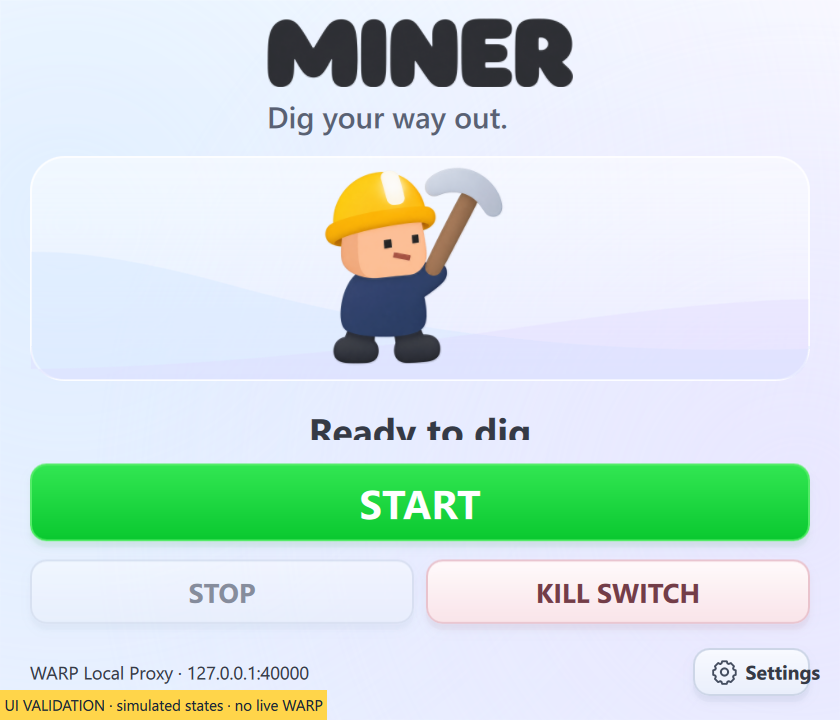 MINER
Dig your way out.
Ready to dig
START
STOP
KILL SWITCH
WARP Local Proxy · 127.0.0.1:40000
Settings
UI VALIDATION · simulated states · no live WARP